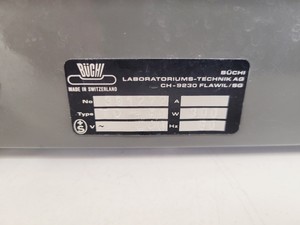 BÜCHI
MADE IN SWITZERLAND
BÜCHI
LABORATORIUMS-TECHNIK AG
CH-9230 FLAWIL/SG
No A
Type W
V~ Hz
+S